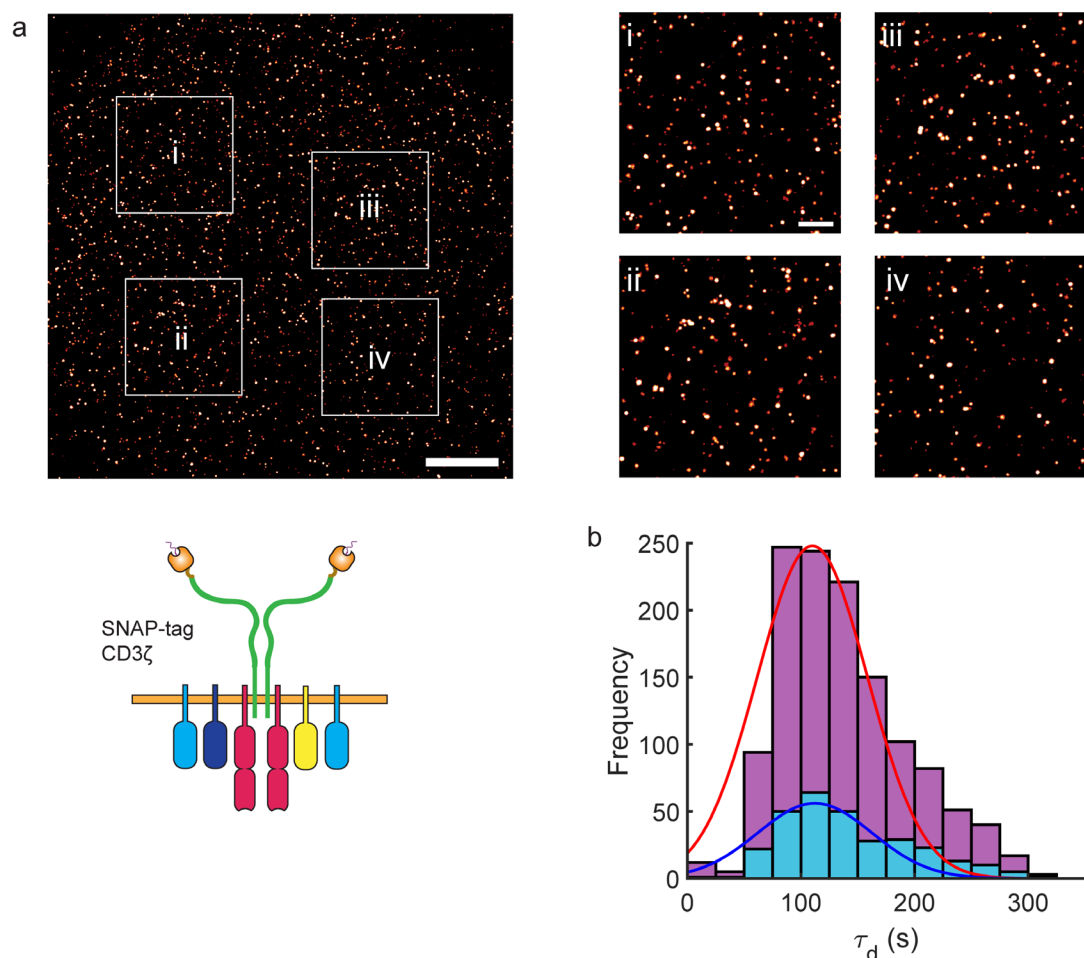 a
i
iii
ii
iv
i
iii
ii
iv
SNAP-tag
CD3ζ
b
Frequency
250
200
150
100
50
0
0 100 200 300
τd (s)